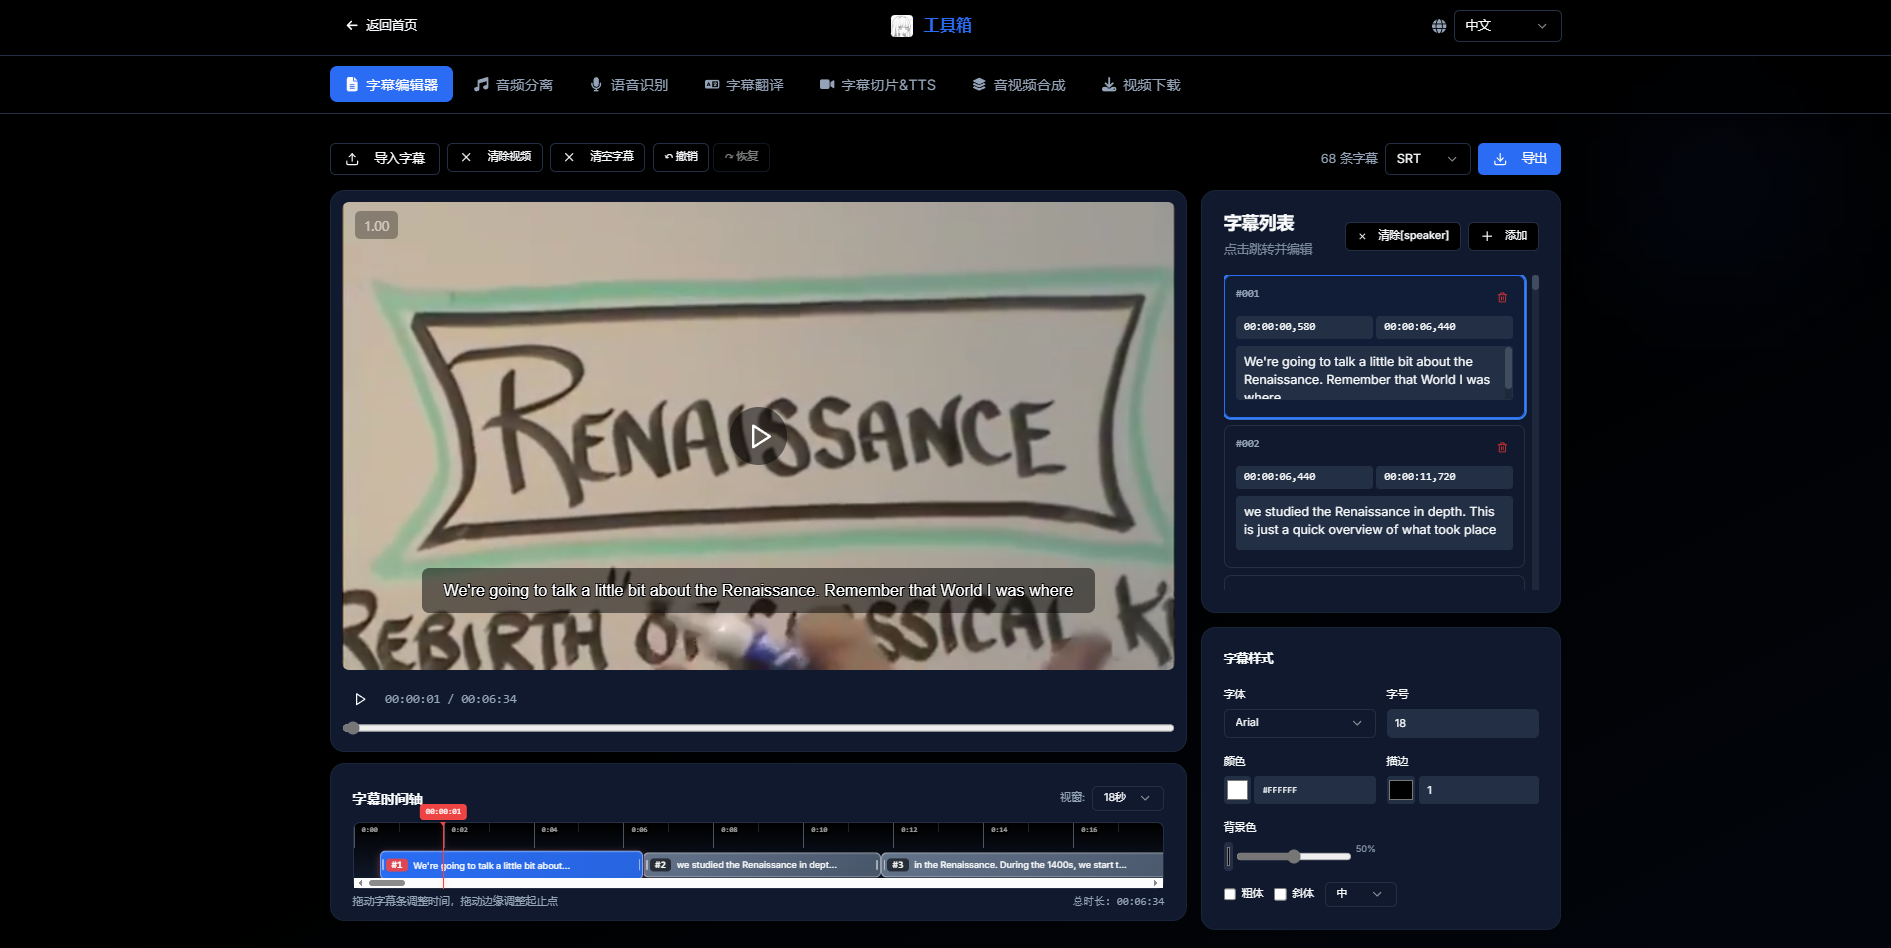 返回首页
工具箱
中文
字幕编辑器
音频分离
语音识别
字幕翻译
字幕切片&TTS
音视频合成
视频下载
导入字幕
清除视频
清空字幕
撤销
恢复
68 条字幕
SRT
导出
1.00
RENAISSANCE
We're going to talk a little bit about the Renaissance. Remember that World I was where
REBIRTH OF CLASSICAL
00:00:01 / 00:06:34
字幕列表
点击跳转并编辑
清除[speaker]
添加
#001
00:00:00,580
00:00:06,440
We're going to talk a little bit about the
Renaissance. Remember that World I was
where
#002
00:00:06,440
00:00:11,720
we studied the Renaissance in depth. This
is just a quick overview of what took place
字幕样式
字体
字号
Arial
18
颜色
描边
#FFFFFF
1
背景色
50%
粗体
斜体
中
字幕时间轴
视窗:
18秒
00:00:01
0:00
0:02
0:04
0:06
0:08
0:10
0:12
0:14
0:16
#1 We're going to talk a little bit about...
#2 we studied the Renaissance in dept...
#3 in the Renaissance. During the 1400s, we start t...
拖动字幕条调整时间，拖动边缘调整起止点
总时长: 00:06:34